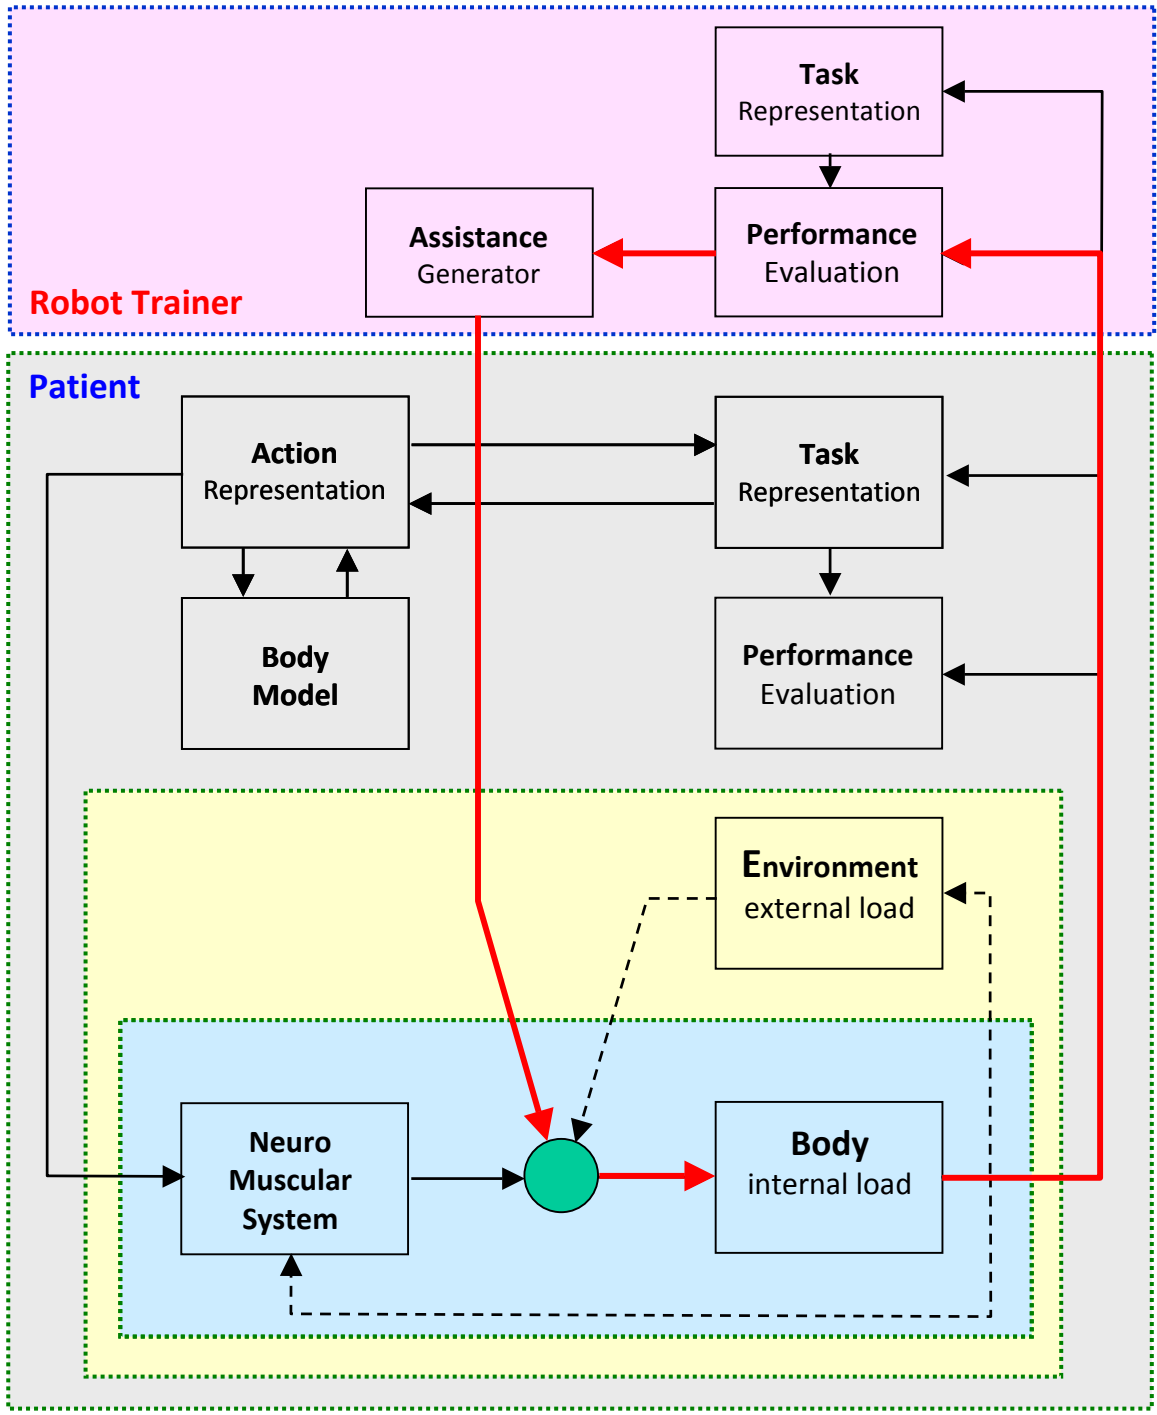 Task
Representation
Assistance
Generator
Performance
Evaluation
Robot Trainer
Patient
Action
Representation
Task
Representation
Body
Model
Performance
Evaluation
Environment
external load
Neuro
Muscular
System
Body
internal load